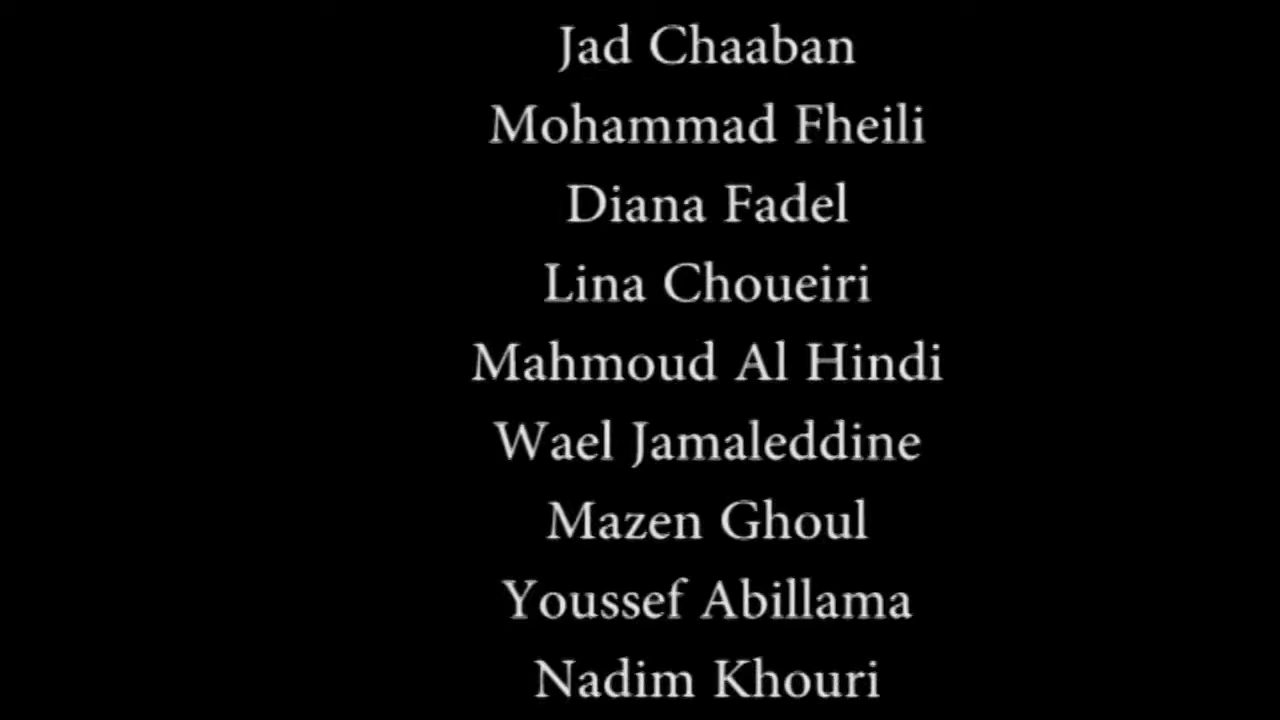 Jad Chaaban
Mohammad Fheili
Diana Fadel
Lina Choueiri
Mahmoud Al Hindi
Wael Jamaleddine
Mazen Ghoul
Youssef Abillama
Nadim Khouri